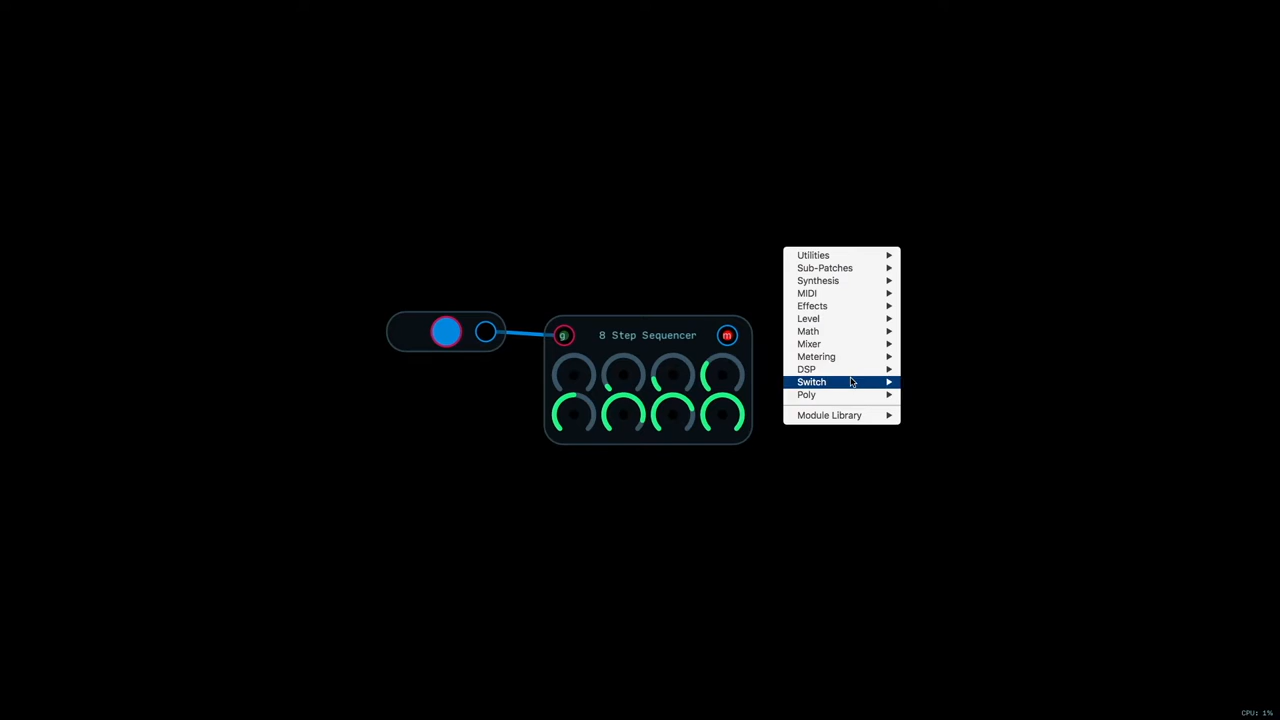 g
8 Step Sequencer
m
Utilities
Sub-Patches
Synthesis
MIDI
Effects
Level
Math
Mixer
Metering
DSP
Switch
Poly
Module Library
CPU: 1%